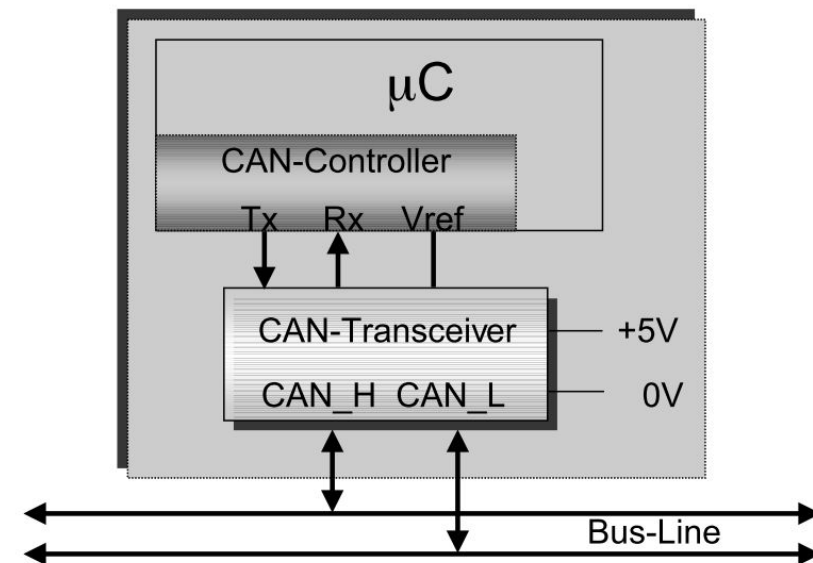 μC
CAN-Controller
Tx Rx Vref
CAN-Transceiver +5V
CAN_H CAN_L 0V
Bus-Line